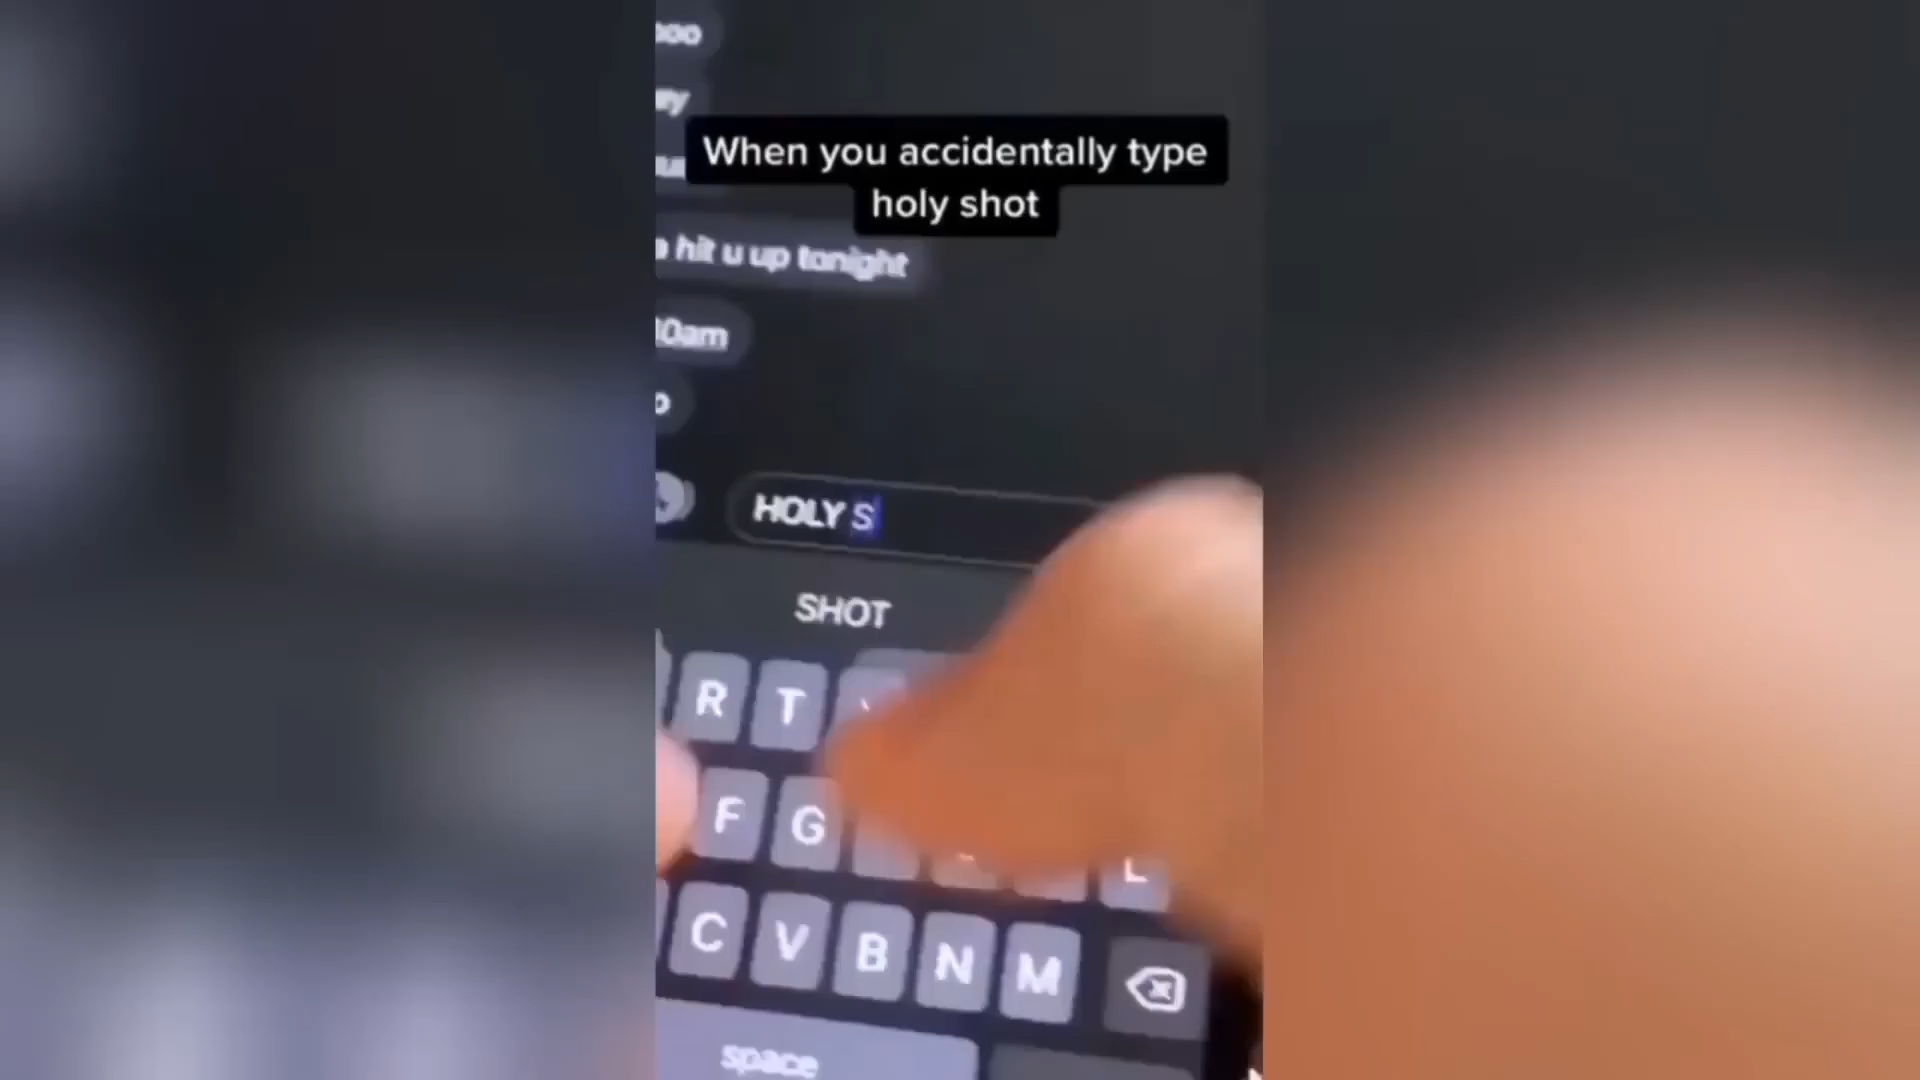 When you accidentally type
holy shot
hit u up tonight
HOLY S
SHOT
R T
F G L
C V B N M
space